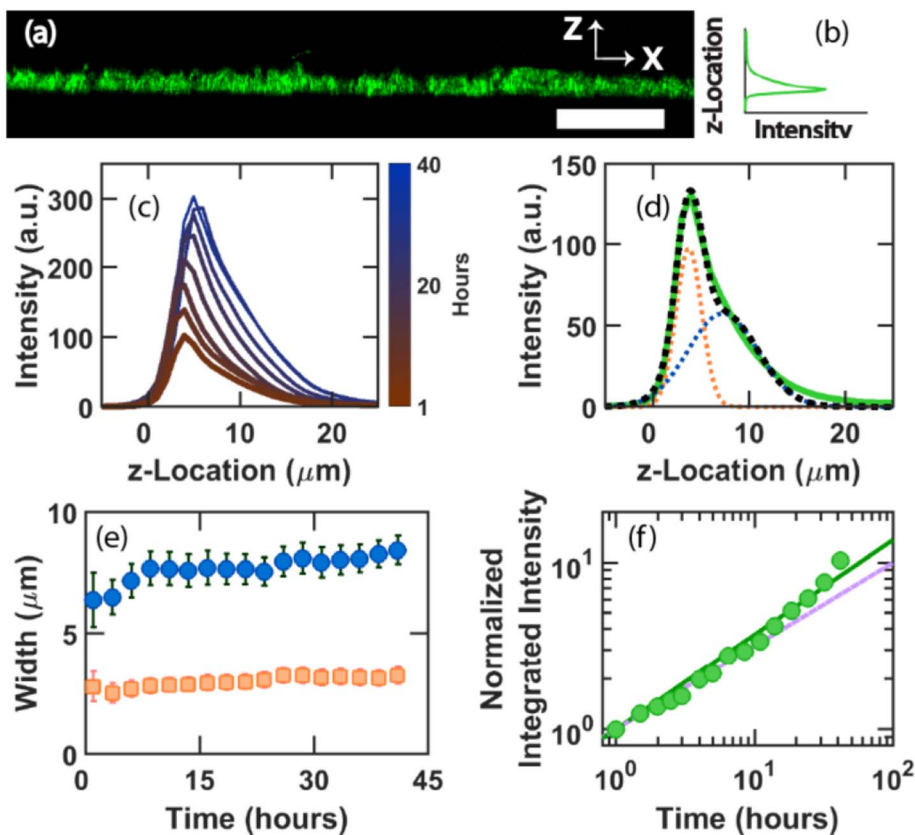 (a)
Z
X
z-Location
(b)
Intensity
Intensity (a.u.)
300
200
100
0
(c)
0
10
20
z-Location (μm)
40
20
1
Hours
Intensity (a.u.)
150
100
50
0
(d)
0
10
20
z-Location (μm)
Width (μm)
10
5
0
(e)
0
15
30
45
Time (hours)
Normalized
Integrated Intensity
10¹
10⁰
(f)
10⁰
10¹
10²
Time (hours)